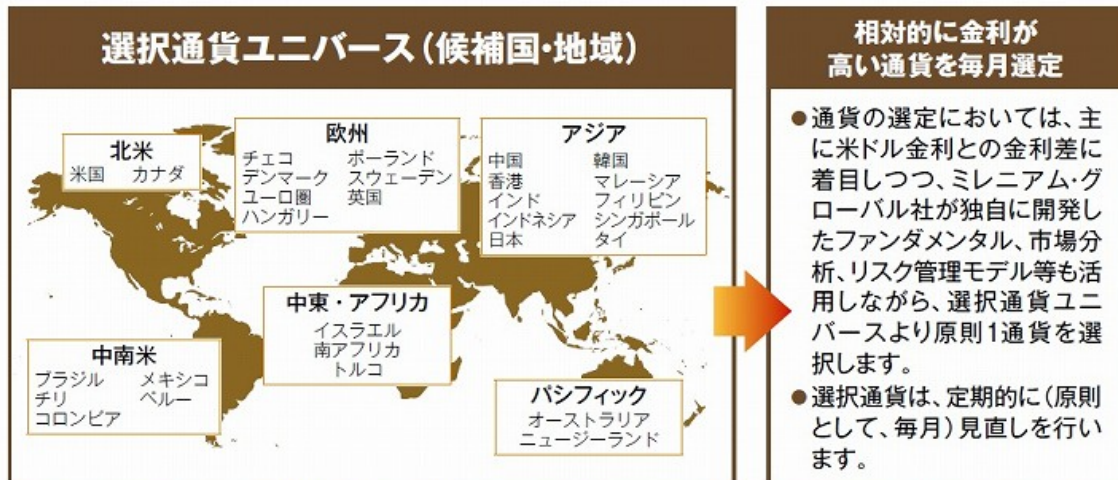 選択通貨ユニバース(候補国・地域)
北米
米国 カナダ
欧州
チェコ ポーランド
デンマーク スウェーデン
ユーロ圏 英国
ハンガリー
アジア
中国 韓国
香港 マレーシア
インド フィリピン
インドネシア シンガポール
日本 タイ
中東・アフリカ
イスラエル
南アフリカ
トルコ
中南米
ブラジル メキシコ
チリ ペルー
コロンビア
パシフィック
オーストラリア
ニュージーランド
相対的に金利が
高い通貨を毎月選定
●通貨の選定においては、主
に米ドル金利との金利差に
着目しつつ、ミレニアム・グ
ローバル社が独自に開発し
たファンダメンタル、市場分
析、リスク管理モデル等も活
用しながら、選択通貨ユニ
バースより原則1通貨を選
択します。
●選択通貨は、定期的に(原則
として、毎月)見直しを行い
ます。